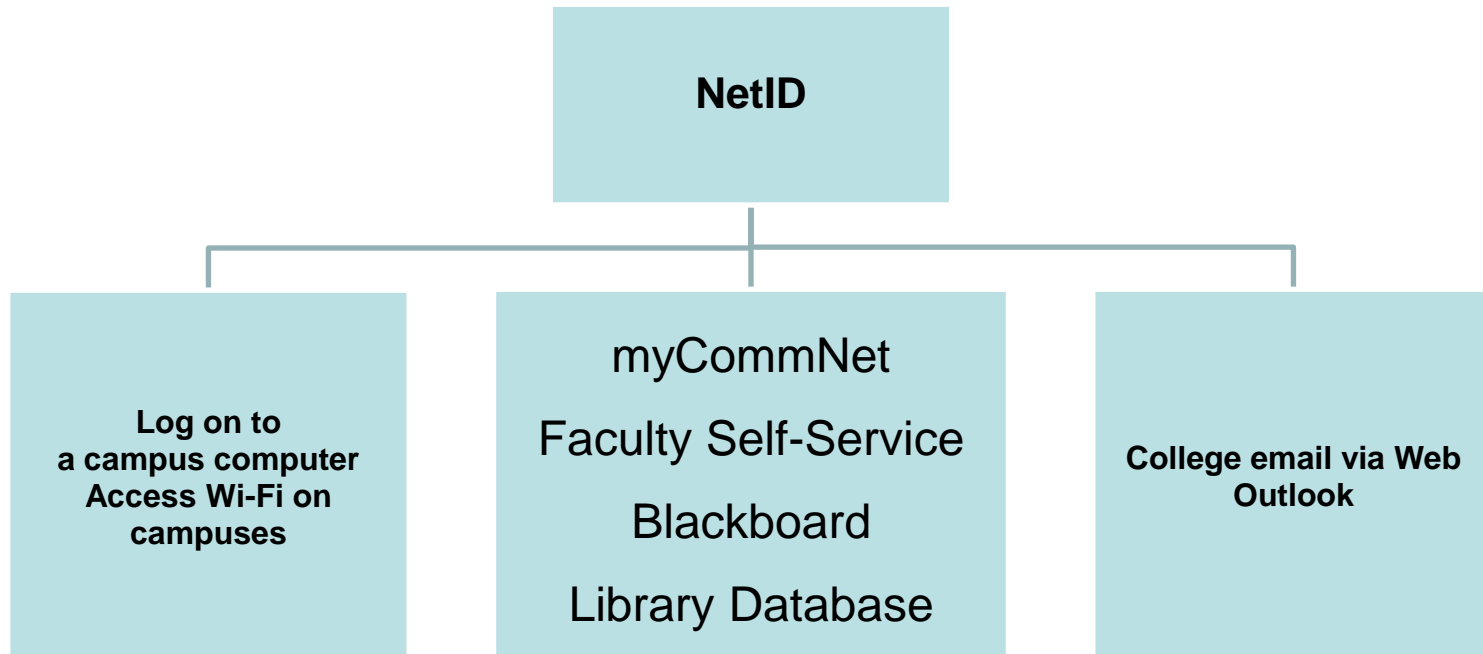 NetID
Log on to
a campus computer
Access Wi-Fi on
campuses
myCommNet
Faculty Self-Service
Blackboard
Library Database
College email via Web
Outlook